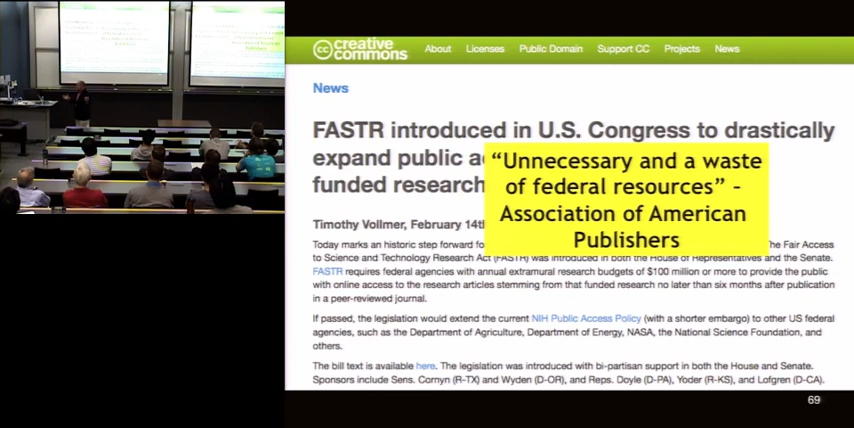 creative commons
About Licenses Public Domain Support CC Projects News
News
FASTR introduced in U.S. Congress to drastically
expand public a
funded research
“Unnecessary and a waste
of federal resources” –
Association of American
Publishers
Timothy Vollmer, February 14th
Today marks an historic step forward fo The Fair Access
to Science and Technology Research Act (FASTR) was introduced in both the House of Representatives and the Senate.
FASTR requires federal agencies with annual extramural research budgets of $100 million or more to provide the public
with online access to the research articles stemming from that funded research no later than six months after publication
in a peer-reviewed journal.
If passed, the legislation would extend the current NIH Public Access Policy (with a shorter embargo) to other US federal
agencies, such as the Department of Agriculture, Department of Energy, NASA, the National Science Foundation, and
others.
The bill text is available here. The legislation was introduced with bi-partisan support in both the House and Senate.
Sponsors include Sens. Cornyn (R-TX) and Wyden (D-OR), and Reps. Doyle (D-PA), Yoder (R-KS), and Lofgren (D-CA).
69